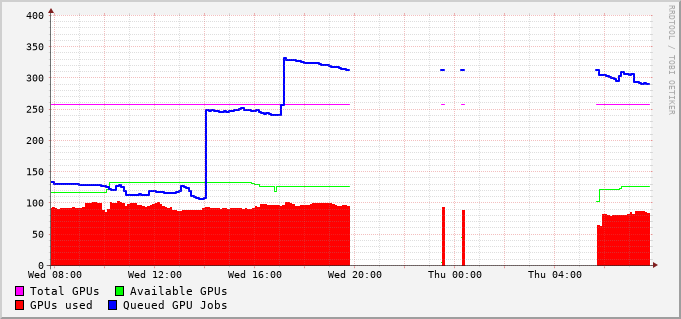 RRDTOOL / TOBI OETIKER
400
350
300
250
200
150
100
50
0
Wed 08:00 Wed 12:00 Wed 16:00 Wed 20:00 Thu 00:00 Thu 04:00
Total GPUs Available GPUs
GPUs used Queued GPU Jobs